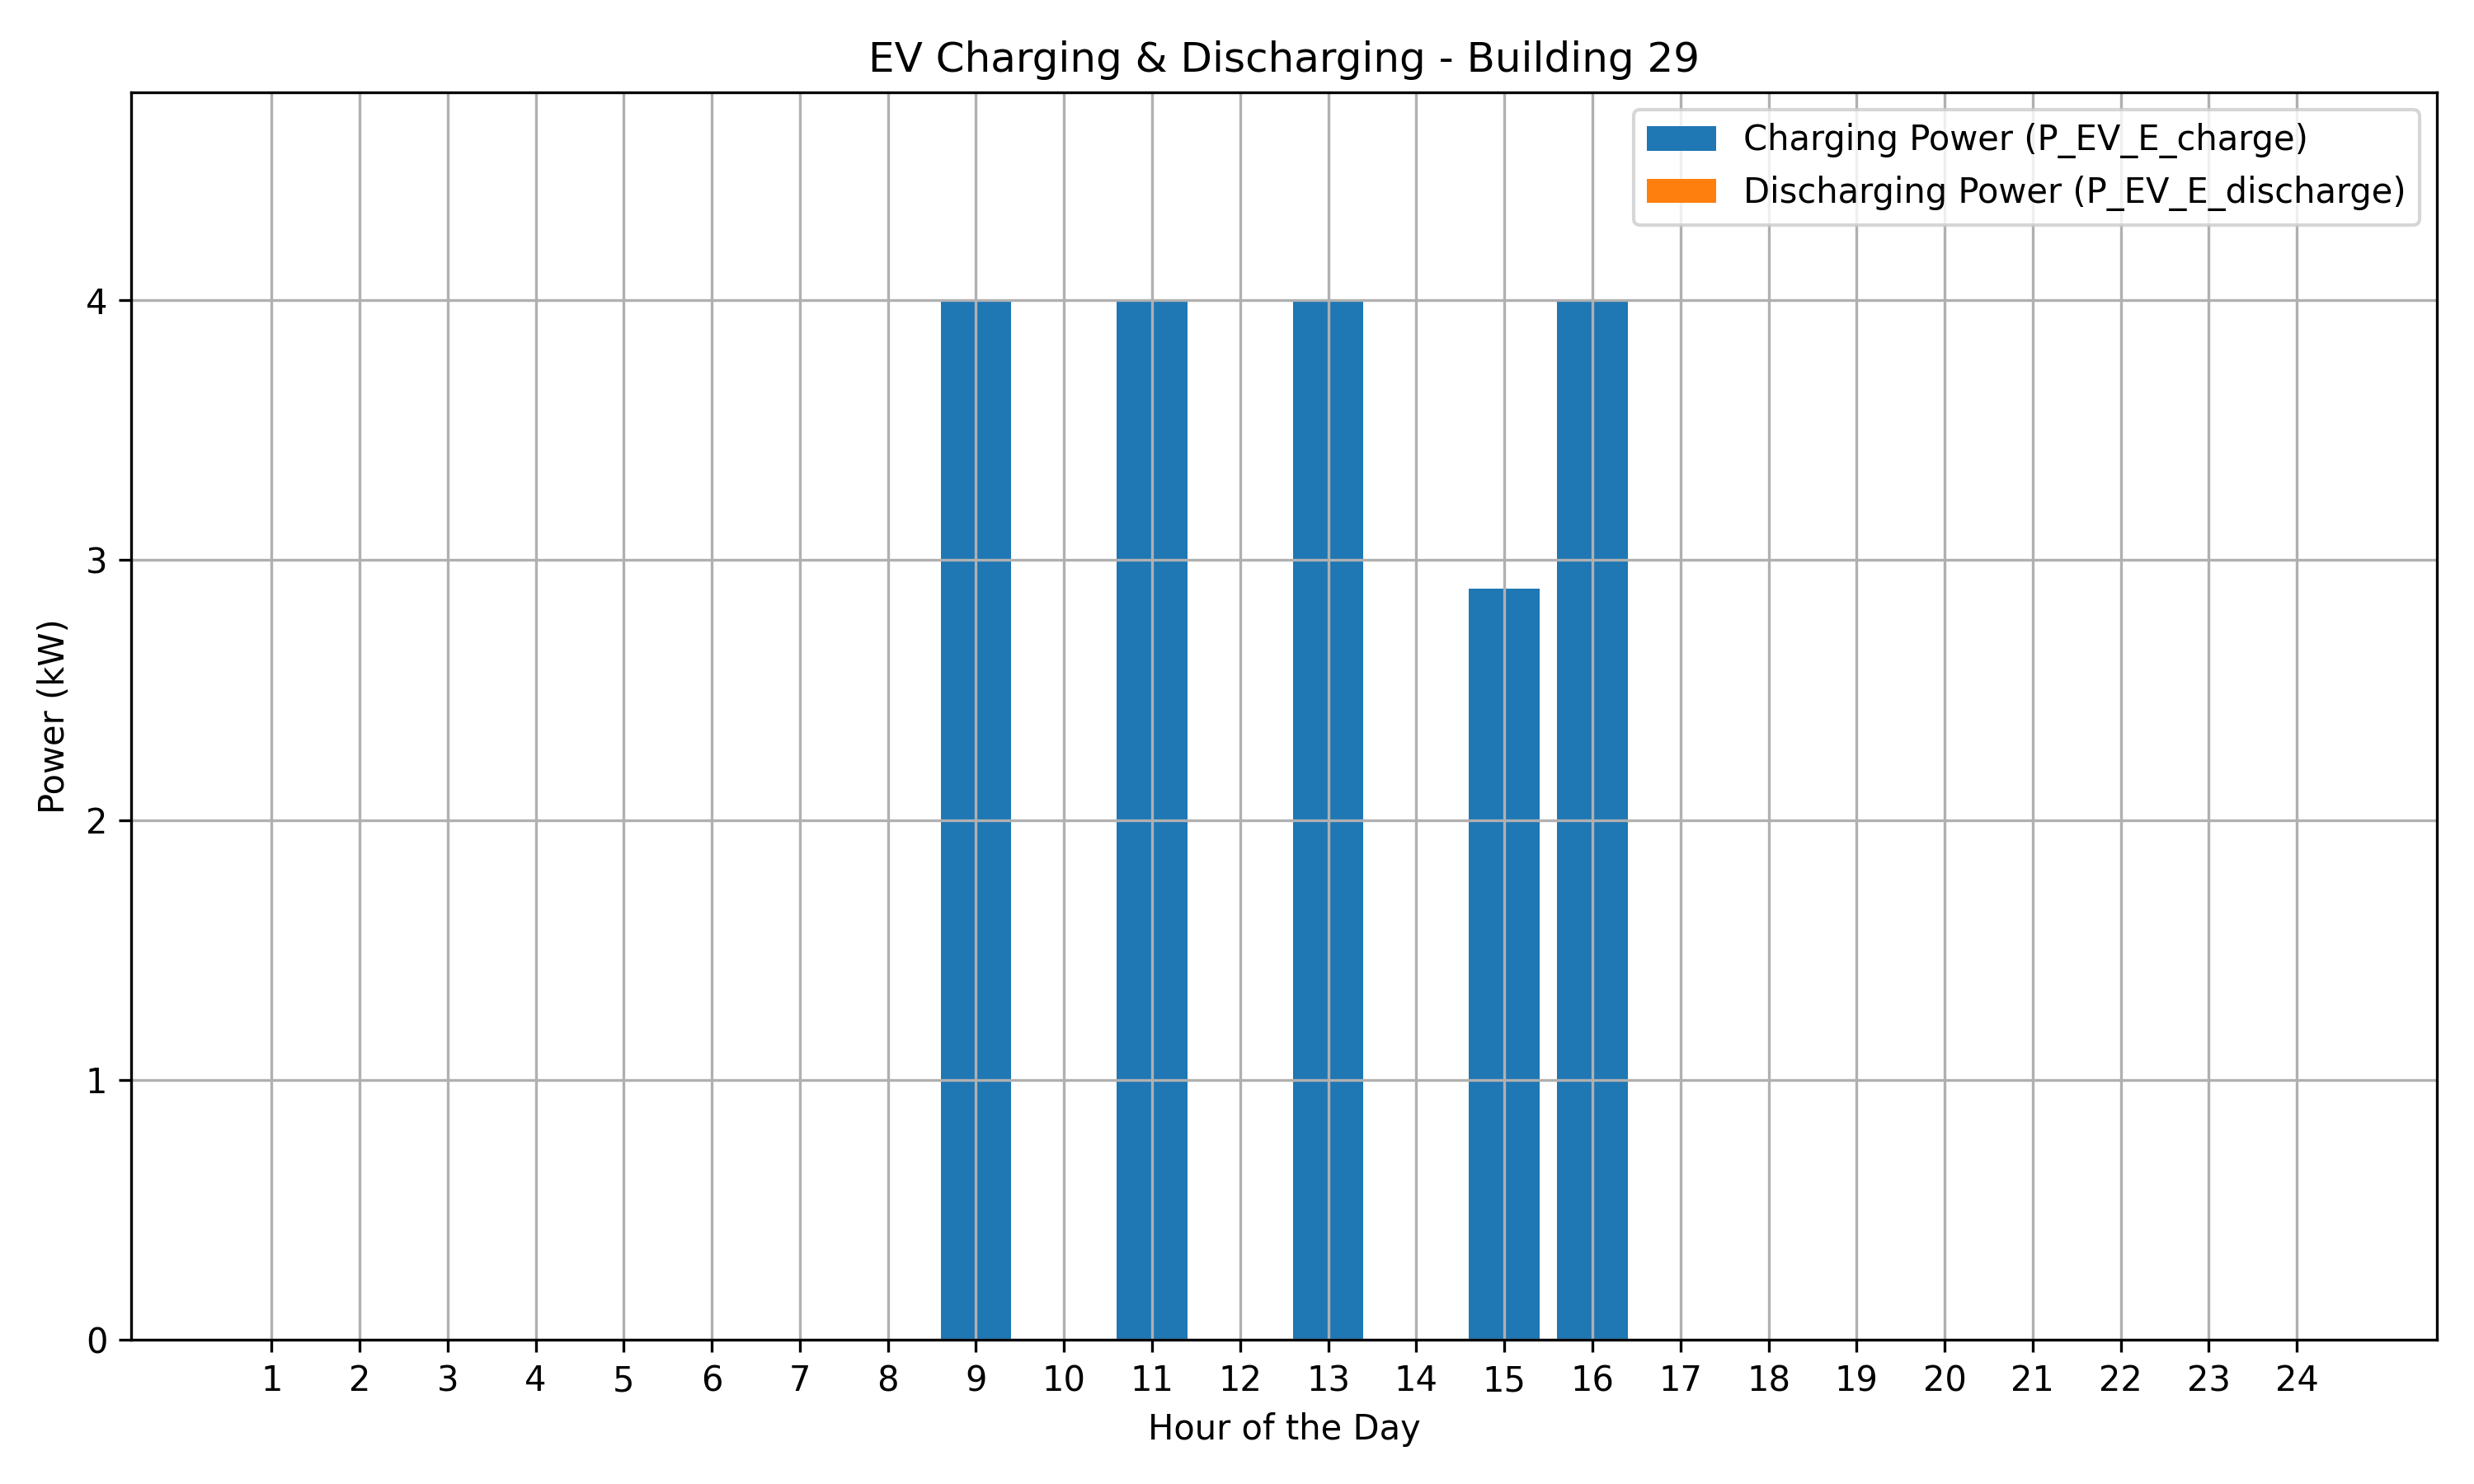 EV Charging & Discharging - Building 29
Charging Power (P_EV_E_charge)
Discharging Power (P_EV_E_discharge)
Power (kW)
4
3
2
1
0
1 2 3 4 5 6 7 8 9 10 11 12 13 14 15 16 17 18 19 20 21 22 23 24
Hour of the Day